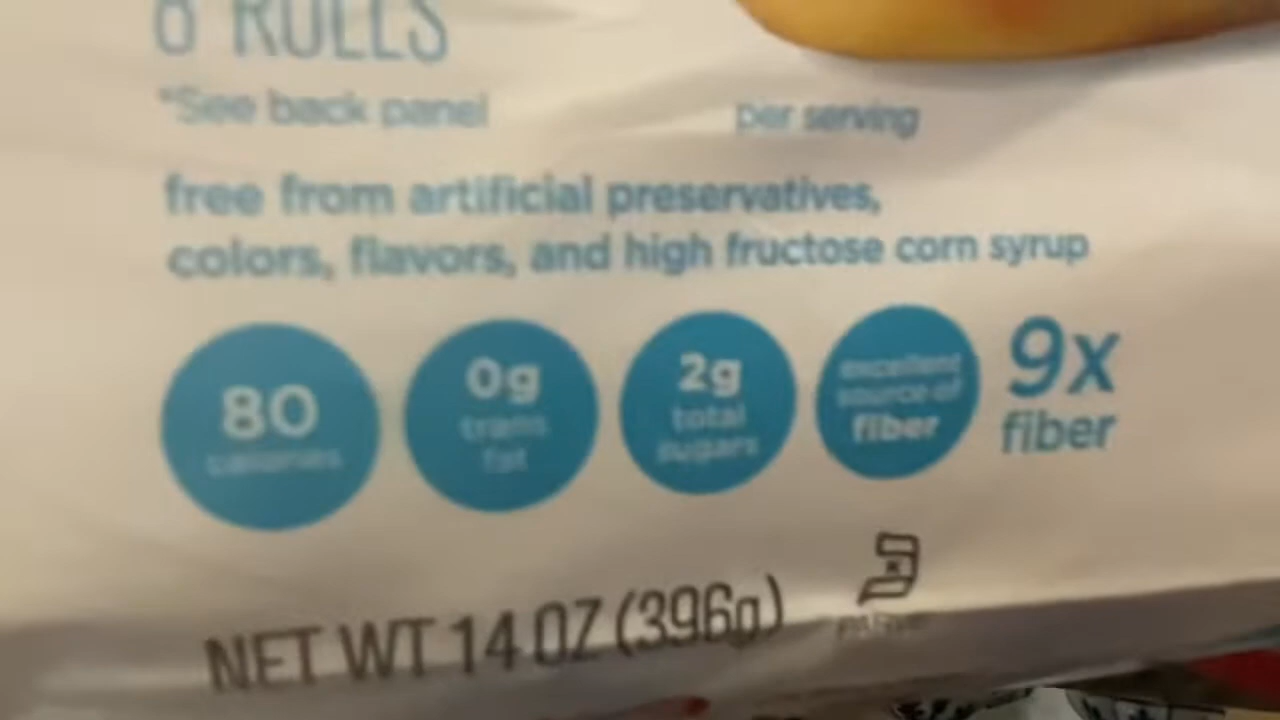 8 ROLLS
*See back panel
per serving
free from artificial preservatives,
colors, flavors, and high fructose corn syrup
80
calories
0g
trans
fat
2g
total
sugars
excellent
source of
fiber
9x
fiber
NET WT 14 OZ (396g)